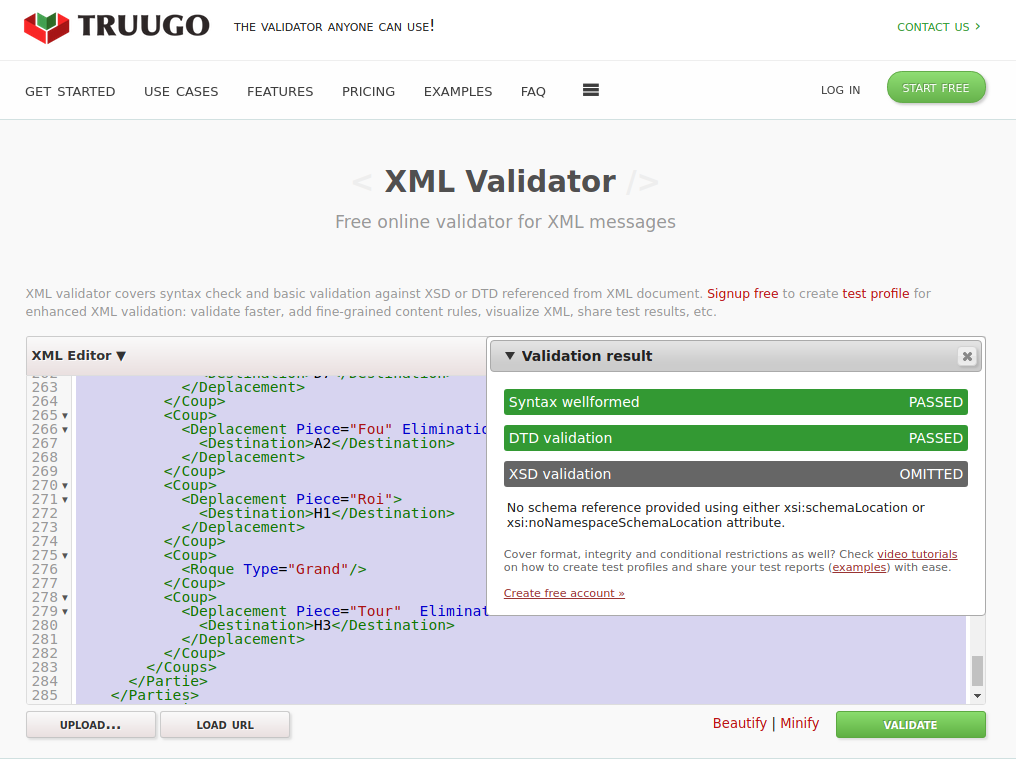 TRUUGO THE VALIDATOR ANYONE CAN USE! CONTACT US ›
GET STARTED USE CASES FEATURES PRICING EXAMPLES FAQ LOG IN START FREE
< XML Validator />
Free online validator for XML messages
XML validator covers syntax check and basic validation against XSD or DTD referenced from XML document. Signup free to create test profile for
enhanced XML validation: validate faster, add fine-grained content rules, visualize XML, share test results, etc.
XML Editor ▼
263 </Deplacement>
264 </Coup>
265 <Coup>
266 <Deplacement Piece="Fou"
267 <Destination>A2</Destination>
268 </Deplacement>
269 </Coup>
270 <Coup>
271 <Deplacement Piece="Roi">
272 <Destination>H1</Destination>
273 </Deplacement>
274 </Coup>
275 <Coup>
276 <Roque Type="Grand"/>
277 </Coup>
278 <Coup>
279 <Deplacement Piece="Tour" Eliminat
280 <Destination>H3</Destination>
281 </Deplacement>
282 </Coup>
283 </Coups>
284 </Partie>
285 </Parties>
▼ Validation result
Syntax wellformed PASSED
DTD validation PASSED
XSD validation OMITTED
No schema reference provided using either xsi:schemaLocation or
xsi:noNamespaceSchemaLocation attribute.
Cover format, integrity and conditional restrictions as well? Check video tutorials
on how to create test profiles and share your test reports (examples) with ease.
Create free account »
UPLOAD... LOAD URL Beautify | Minify VALIDATE